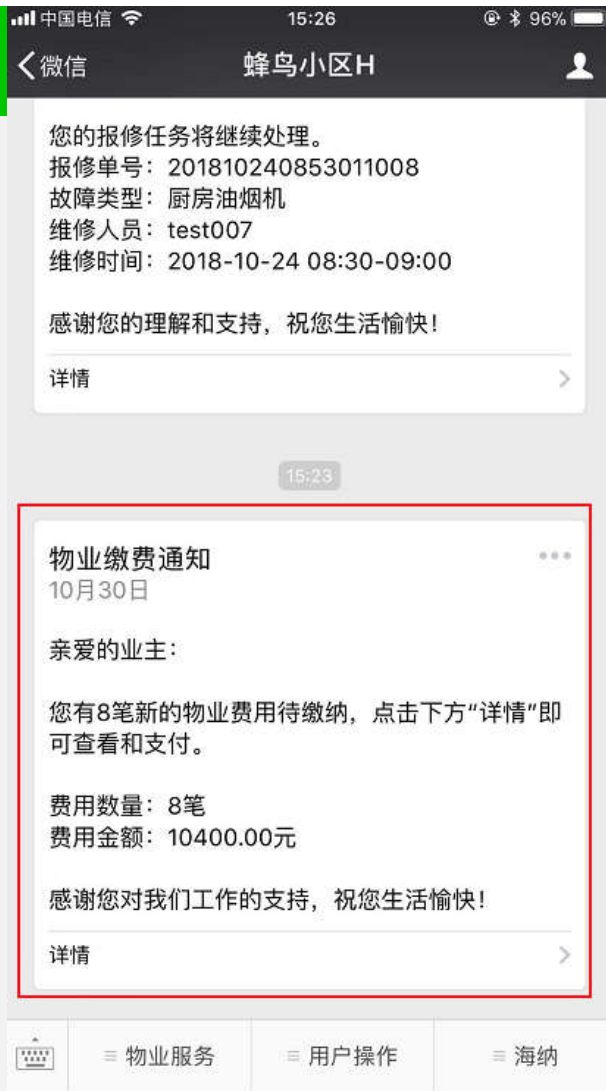 中国电信 15:26 96%
微信 蜂鸟小区H
您的报修任务将继续处理。
报修单号：201810240853011008
故障类型：厨房油烟机
维修人员：test007
维修时间：2018-10-24 08:30-09:00
感谢您的理解和支持，祝您生活愉快！
详情
15:23
物业缴费通知
10月30日
亲爱的业主：
您有8笔新的物业费用待缴纳，点击下方“详情”即
可查看和支付。
费用数量：8笔
费用金额：10400.00元
感谢您对我们工作的支持，祝您生活愉快！
详情
物业服务 用户操作 海纳